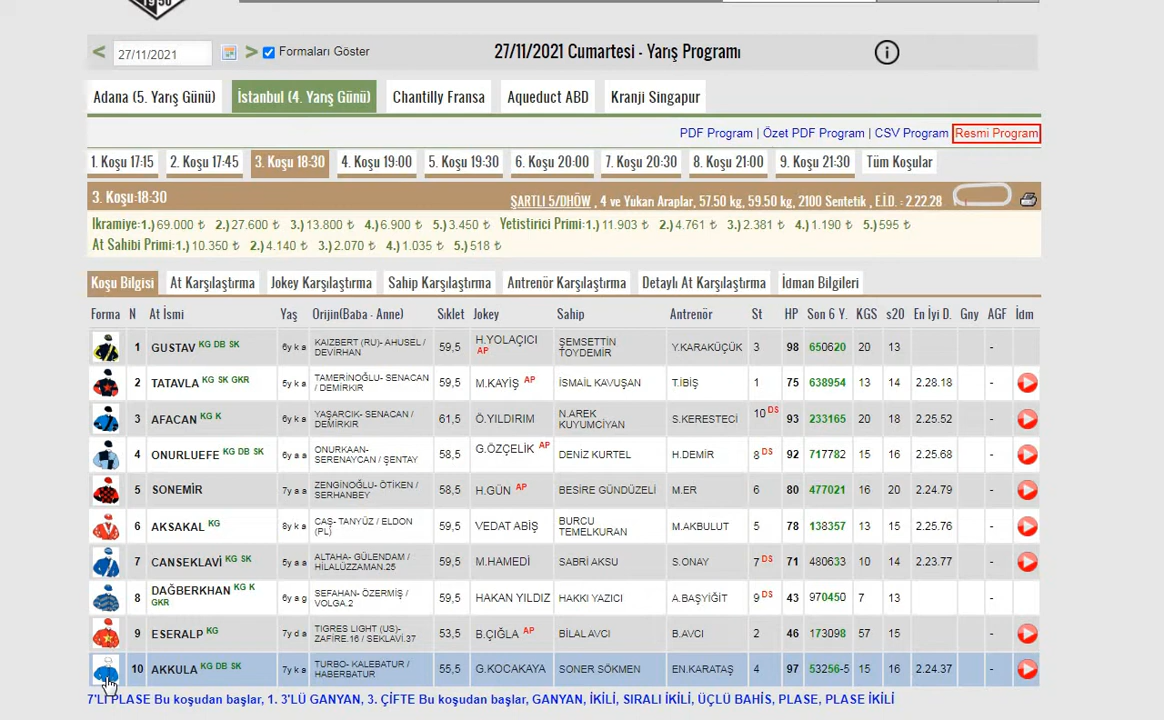 1950
< 27/11/2021 > Formaları Göster 27/11/2021 Cumartesi - Yarış Programı i
Adana (5. Yarış Günü) İstanbul (4. Yarış Günü) Chantilly Fransa Aqueduct ABD Kranji Singapur
PDF Program | Özet PDF Program | CSV Program Resmi Program
1. Koşu 17:15 2. Koşu 17:45 3. Koşu 18:30 4. Koşu 19:00 5. Koşu 19:30 6. Koşu 20:00 7. Koşu 20:30 8. Koşu 21:00 9. Koşu 21:30 Tüm Koşular
3. Koşu:18:30 ŞARTLI 5/DHÖW , 4 ve Yukarı Araplar, 57.50 kg, 59.50 kg, 2100 Sentetik , E.İ.D. : 2.22.28
Ikramiye:1.) 69.000 ₺ 2.) 27.600 ₺ 3.) 13.800 ₺ 4.) 6.900 ₺ 5.) 3.450 ₺ Yetistirici Primi:1.) 11.903 ₺ 2.) 4.761 ₺ 3.) 2.381 ₺ 4.) 1.190 ₺ 5.) 595 ₺
At Sahibi Primi:1.) 10.350 ₺ 2.) 4.140 ₺ 3.) 2.070 ₺ 4.) 1.035 ₺ 5.) 518 ₺
Koşu Bilgisi At Karşılaştırma Jokey Karşılaştırma Sahip Karşılaştırma Antrenör Karşılaştırma Detaylı At Karşılaştırma İdman Bilgileri
Forma N At İsmi Yaş Orijin(Baba - Anne) Sıklet Jokey Sahip Antrenör St HP Son 6 Y. KGS s20 En İyi D. Gny AGF İdm
1 GUSTAV KG DB SK 6y k a KAIZBERT (RU)- AHUSEL / DEVİRHAN 59,5 H.YOLAÇICI AP ŞEMSETTİN TOYDEMİR Y.KARAKÜÇÜK 3 98 650620 20 13 -
2 TATAVLA KG SK GKR 5y k a TAMERİNOĞLU- SENACAN / DEMİRKIR 59,5 M.KAYİŞ AP İSMAİL KAVUŞAN T.İBİŞ 1 75 638954 13 14 2.28.18 -
3 AFACAN KG K 6y k a YAŞARCIK- SENACAN / DEMİRKIR 61,5 Ö.YILDIRIM N.AREK KUYUMCİYAN S.KERESTECİ 10 DS 93 233165 20 18 2.25.52 -
4 ONURLUEFE KG DB SK 6y a a ONURKAAN- SERENAYCAN / ŞENTAY 58,5 G.ÖZÇELİK AP DENİZ KURTEL H.DEMİR 8 DS 92 717782 15 16 2.25.68 -
5 SONEMİR 7y a a ZENGİNOĞLU- ÖTİKEN / SERHANBEY 58,5 H.GÜN AP BESİRE GÜNDÜZELİ M.ER 6 80 477021 16 20 2.24.79 -
6 AKSAKAL KG 8y k a CAŞ- TANYÜZ / ELDON (PL) 59,5 VEDAT ABİŞ BURCU TEMELKURAN M.AKBULUT 5 78 138357 13 15 2.25.76 -
7 CANSEKLAVİ KG SK 5y a a ALTAHA- GÜLENDAM / HİLALÜZZAMAN.25 59,5 M.HAMEDİ SABRİ AKSU S.ONAY 7 DS 71 480633 10 14 2.23.77 -
8 DAĞBERKHAN KG K GKR 6y a g SEFAHAN- ÖZERMİŞ / VOLGA.2 59,5 HAKAN YILDIZ HAKKI YAZICI A.BAŞYİĞİT 9 DS 43 970450 7 13 -
9 ESERALP KG 7y d a TIGRES LIGHT (US)- ZAFİRE.16 / SEKLAVİ.37 53,5 B.ÇIĞLA AP BİLAL AVCI B.AVCI 2 46 173098 57 15 -
10 AKKULA KG DB SK 7y k a TURBO- KALEBATUR / HABERBATUR 55,5 G.KOCAKAYA SONER SÖKMEN EN.KARATAŞ 4 97 53256-5 15 16 2.24.37 -
7'Lİ PLASE Bu koşudan başlar, 1. 3'LÜ GANYAN, 3. ÇİFTE Bu koşudan başlar, GANYAN, İKİLİ, SIRALI İKİLİ, ÜÇLÜ BAHİS, PLASE, PLASE İKİLİ